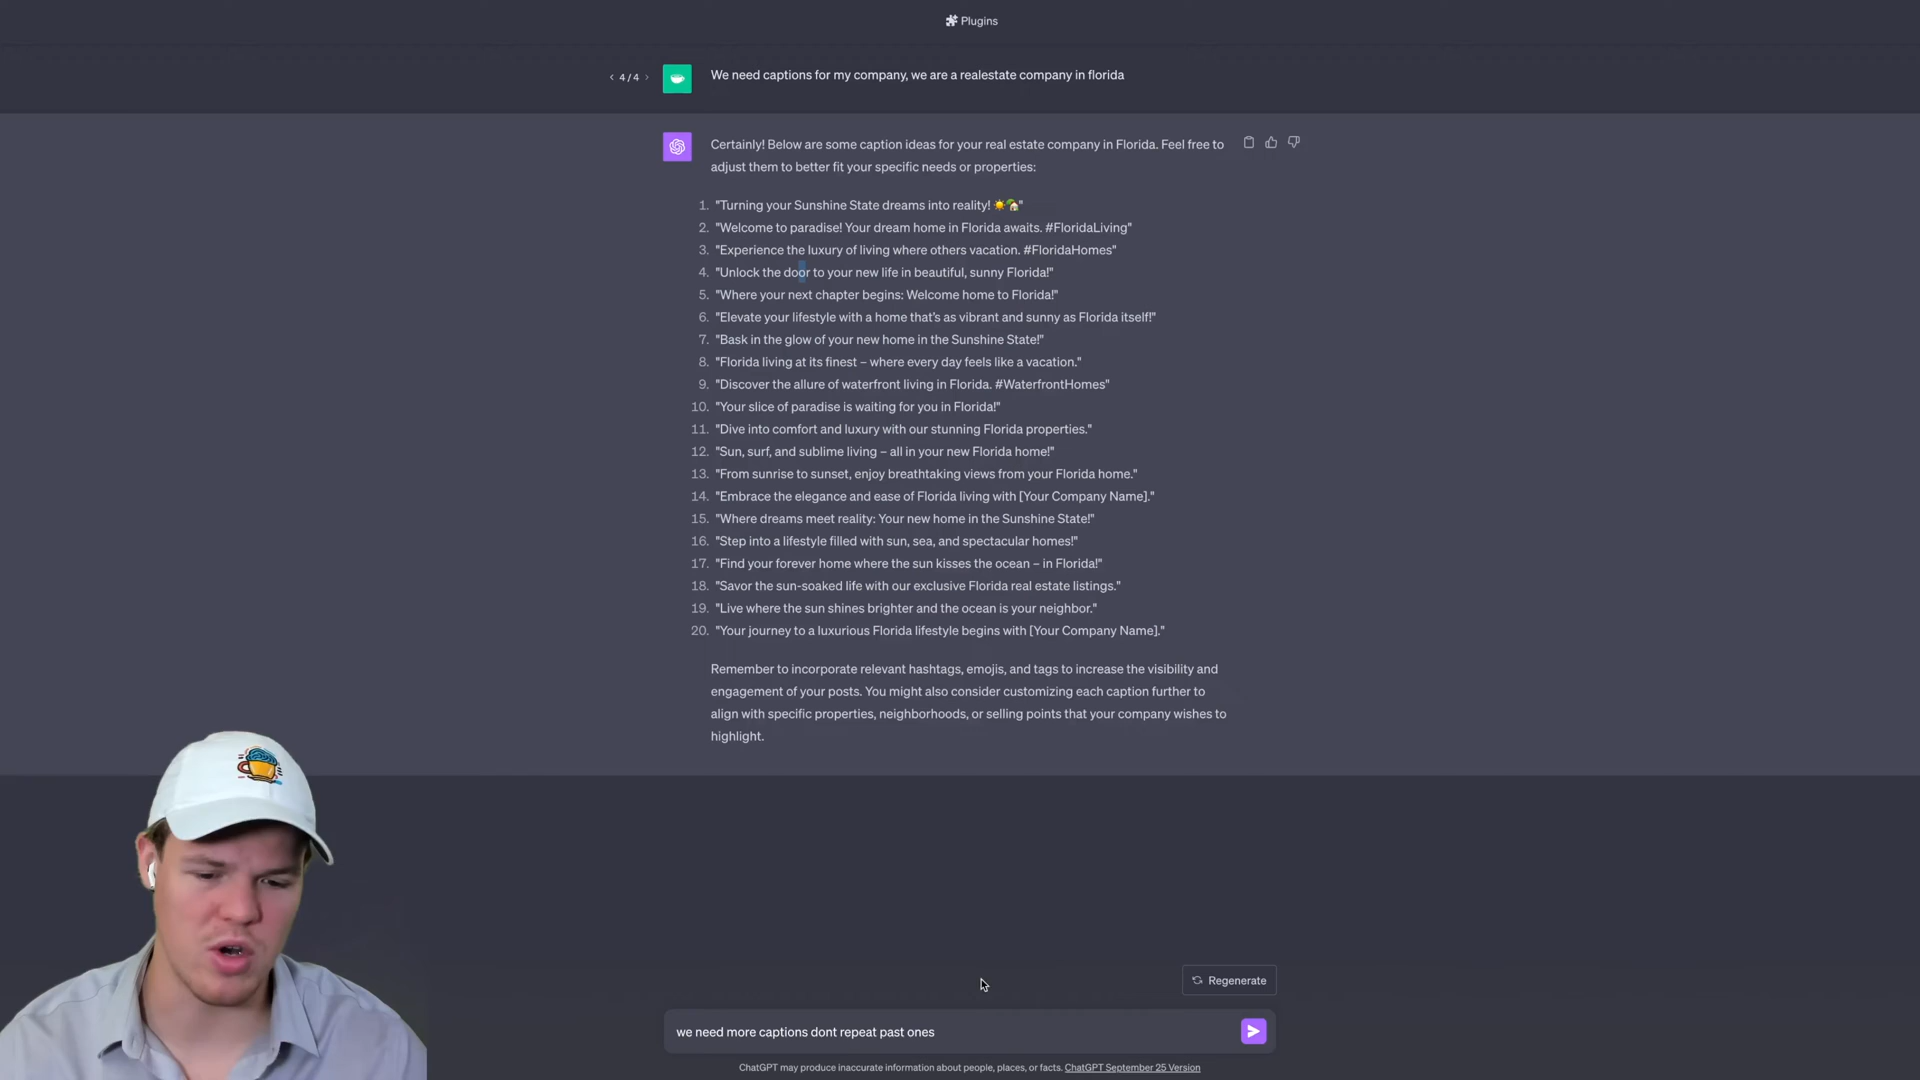 Plugins
4 / 4
We need captions for my company, we are a realestate company in florida
Certainly! Below are some caption ideas for your real estate company in Florida. Feel free to
adjust them to better fit your specific needs or properties:
1. "Turning your Sunshine State dreams into reality! ☀️🏡"
2. "Welcome to paradise! Your dream home in Florida awaits. #FloridaLiving"
3. "Experience the luxury of living where others vacation. #FloridaHomes"
4. "Unlock the door to your new life in beautiful, sunny Florida!"
5. "Where your next chapter begins: Welcome home to Florida!"
6. "Elevate your lifestyle with a home that's as vibrant and sunny as Florida itself!"
7. "Bask in the glow of your new home in the Sunshine State!"
8. "Florida living at its finest – where every day feels like a vacation."
9. "Discover the allure of waterfront living in Florida. #WaterfrontHomes"
10. "Your slice of paradise is waiting for you in Florida!"
11. "Dive into comfort and luxury with our stunning Florida properties."
12. "Sun, surf, and sublime living – all in your new Florida home!"
13. "From sunrise to sunset, enjoy breathtaking views from your Florida home."
14. "Embrace the elegance and ease of Florida living with [Your Company Name]."
15. "Where dreams meet reality: Your new home in the Sunshine State!"
16. "Step into a lifestyle filled with sun, sea, and spectacular homes!"
17. "Find your forever home where the sun kisses the ocean – in Florida!"
18. "Savor the sun-soaked life with our exclusive Florida real estate listings."
19. "Live where the sun shines brighter and the ocean is your neighbor."
20. "Your journey to a luxurious Florida lifestyle begins with [Your Company Name]."
Remember to incorporate relevant hashtags, emojis, and tags to increase the visibility and
engagement of your posts. You might also consider customizing each caption further to
align with specific properties, neighborhoods, or selling points that your company wishes to
highlight.
Regenerate
we need more captions dont repeat past ones
ChatGPT may produce inaccurate information about people, places, or facts. ChatGPT September 25 Version